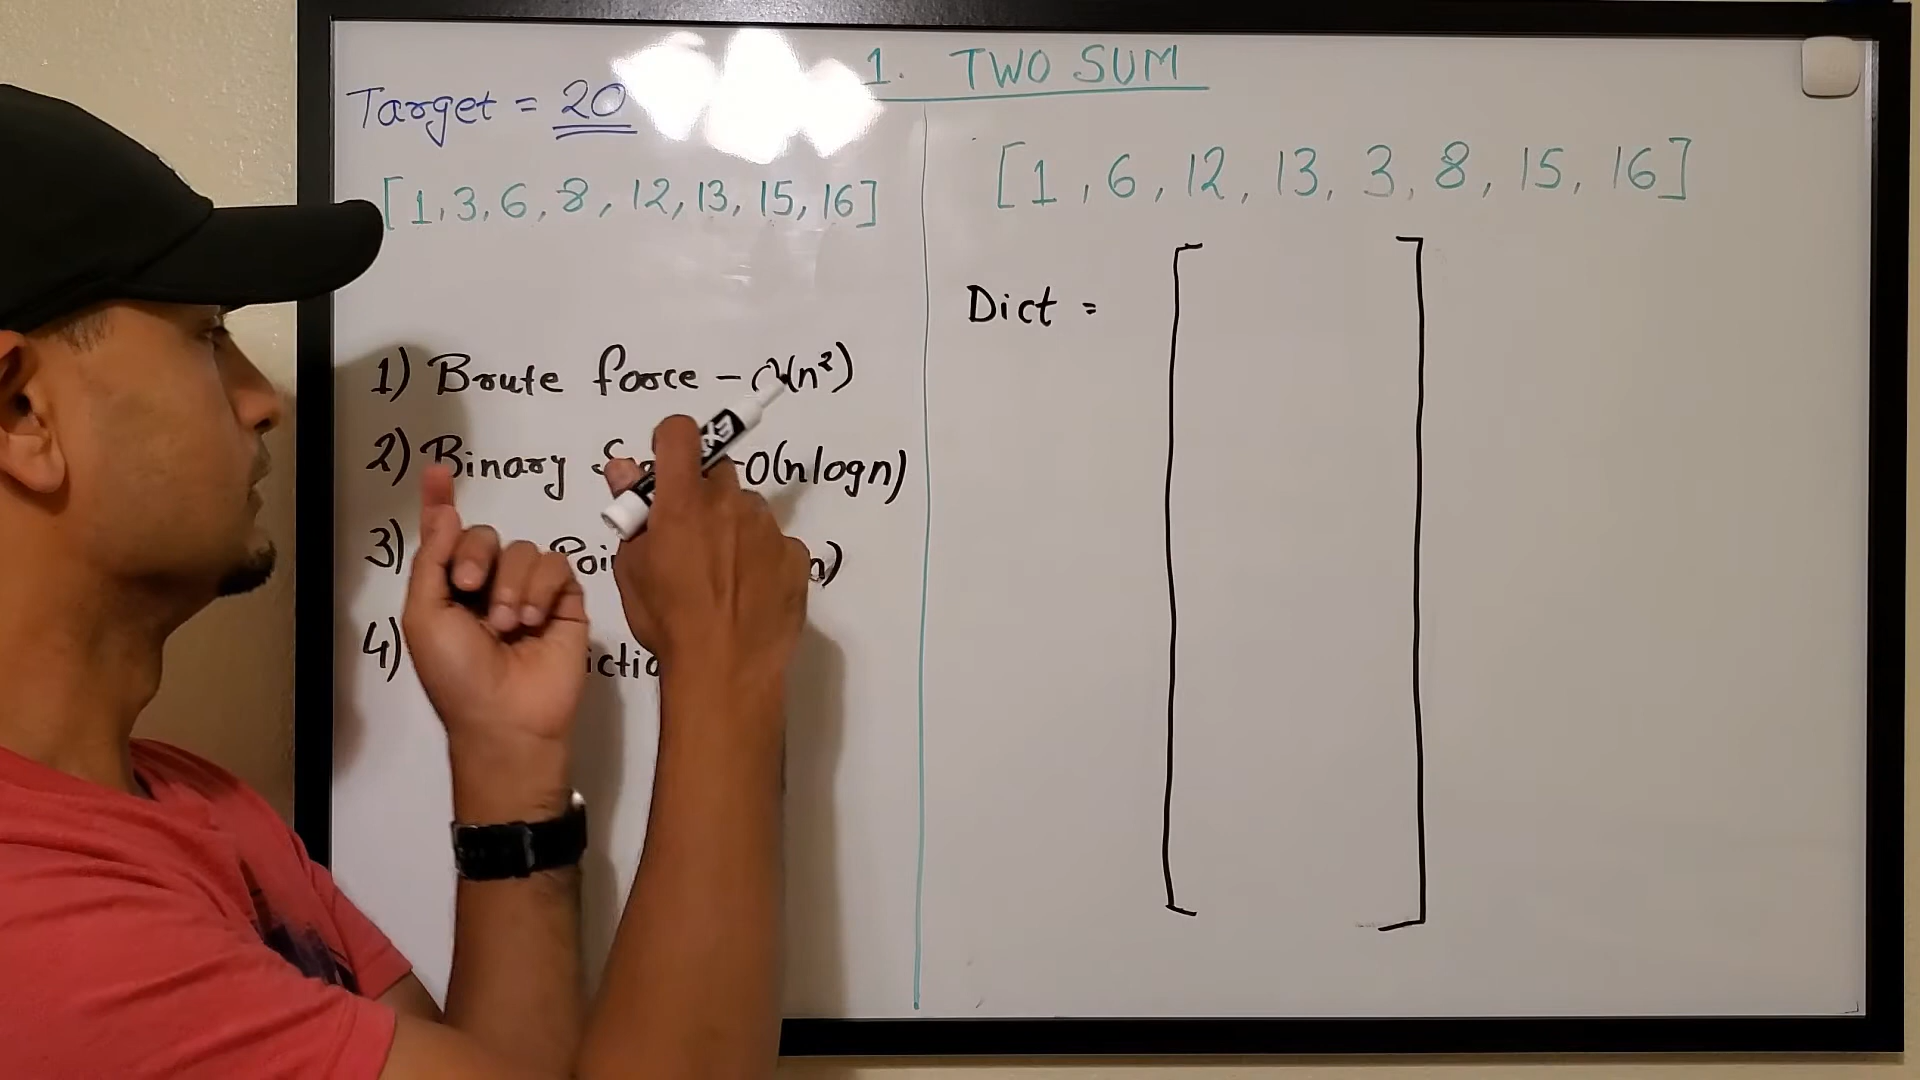 1. TWO SUM
Target = 20
[1, 3, 6, 8, 12, 13, 15, 16]
1) Brute force - O(n²)
2) Binary - O(nlogn)
3)
4)
[1, 6, 12, 13, 3, 8, 15, 16]
Dict =